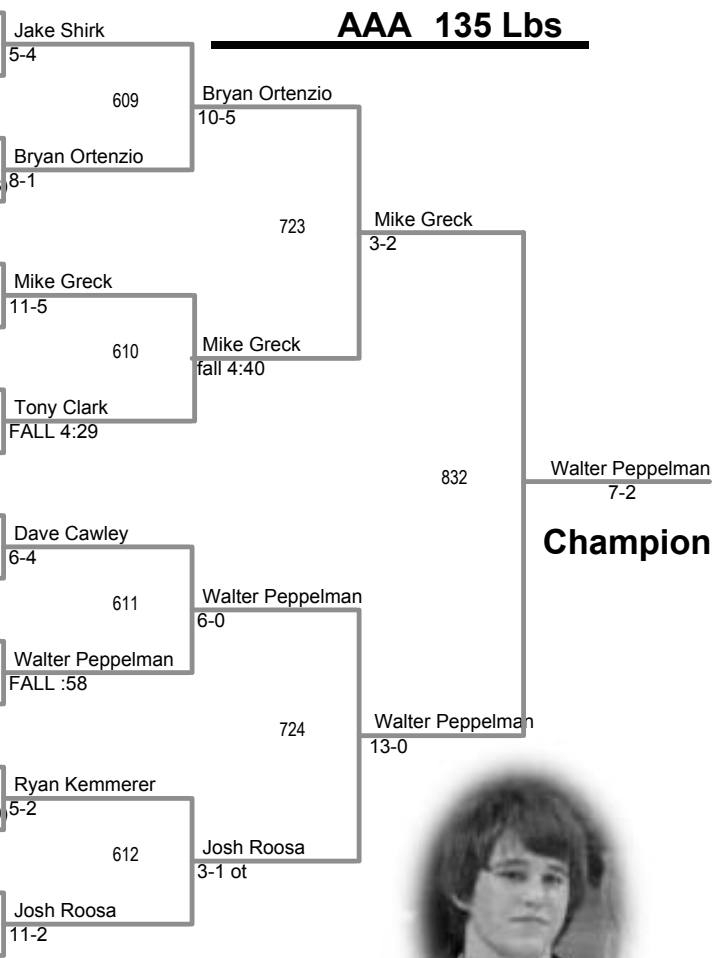 AAA 135 Lbs
Jake Shirk
5-4
609
Bryan Ortenzio
10-5
Bryan Ortenzio
8-1
723
Mike Greck
3-2
Mike Greck
11-5
610
Mike Greck
fall 4:40
Tony Clark
FALL 4:29
832
Walter Peppelman
7-2
Champion
Dave Cawley
6-4
611
Walter Peppelman
6-0
Walter Peppelman
FALL :58
724
Walter Peppelman
13-0
Ryan Kemmerer
5-2
612
Josh Roosa
3-1 ot
Josh Roosa
11-2